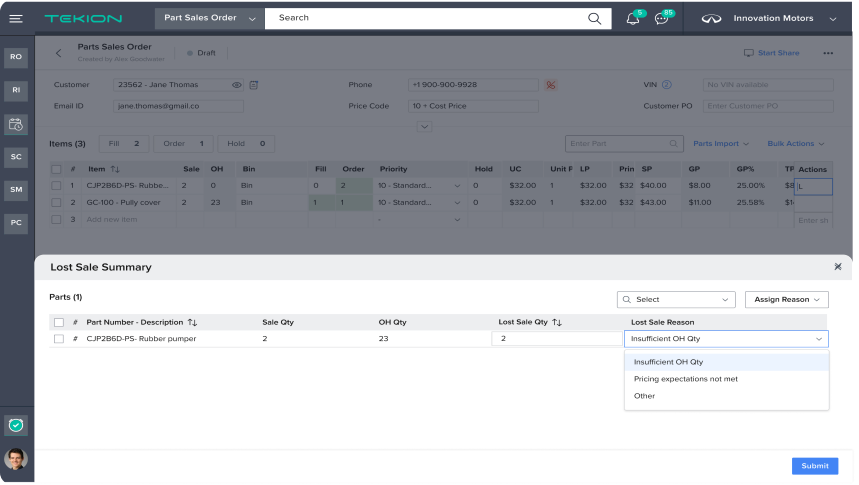 TEKION
Part Sales Order
Search
5
85
Innovation Motors
RO
RI
SC
SM
PC
Parts Sales Order
Created by Alex Goodwater
Draft
Start Share
Customer
23562 - Jane Thomas
Phone
+1 900-900-9928
VIN
No VIN available
Email ID
jane.thomas@gmail.co
Price Code
10 + Cost Price
Customer PO
Enter Customer PO
Items (3)
Fill 2
Order 1
Hold 0
Enter Part
Parts Import
Bulk Actions
# Item Sale OH Bin Fill Order Priority Hold UC Unit F LP Prin SP GP GP% TP Actions
1 CJP2B6D-PS- Rubbe... 2 0 Bin 0 2 10 - Standard... 0 $32.00 1 $32.00 $32 $40.00 $8.00 25.00% $8 L
2 GC-100 - Pully cover 2 23 Bin 1 1 10 - Standard... 0 $32.00 1 $32.00 $32 $43.00 $11.00 25.58% $1
3 Add new item - Enter sh
Lost Sale Summary
Parts (1)
Select
Assign Reason
# Part Number - Description Sale Qty OH Qty Lost Sale Qty Lost Sale Reason
# CJP2B6D-PS- Rubber pumper 2 23 2 Insufficient OH Qty
Insufficient OH Qty
Pricing expectations not met
Other
Submit